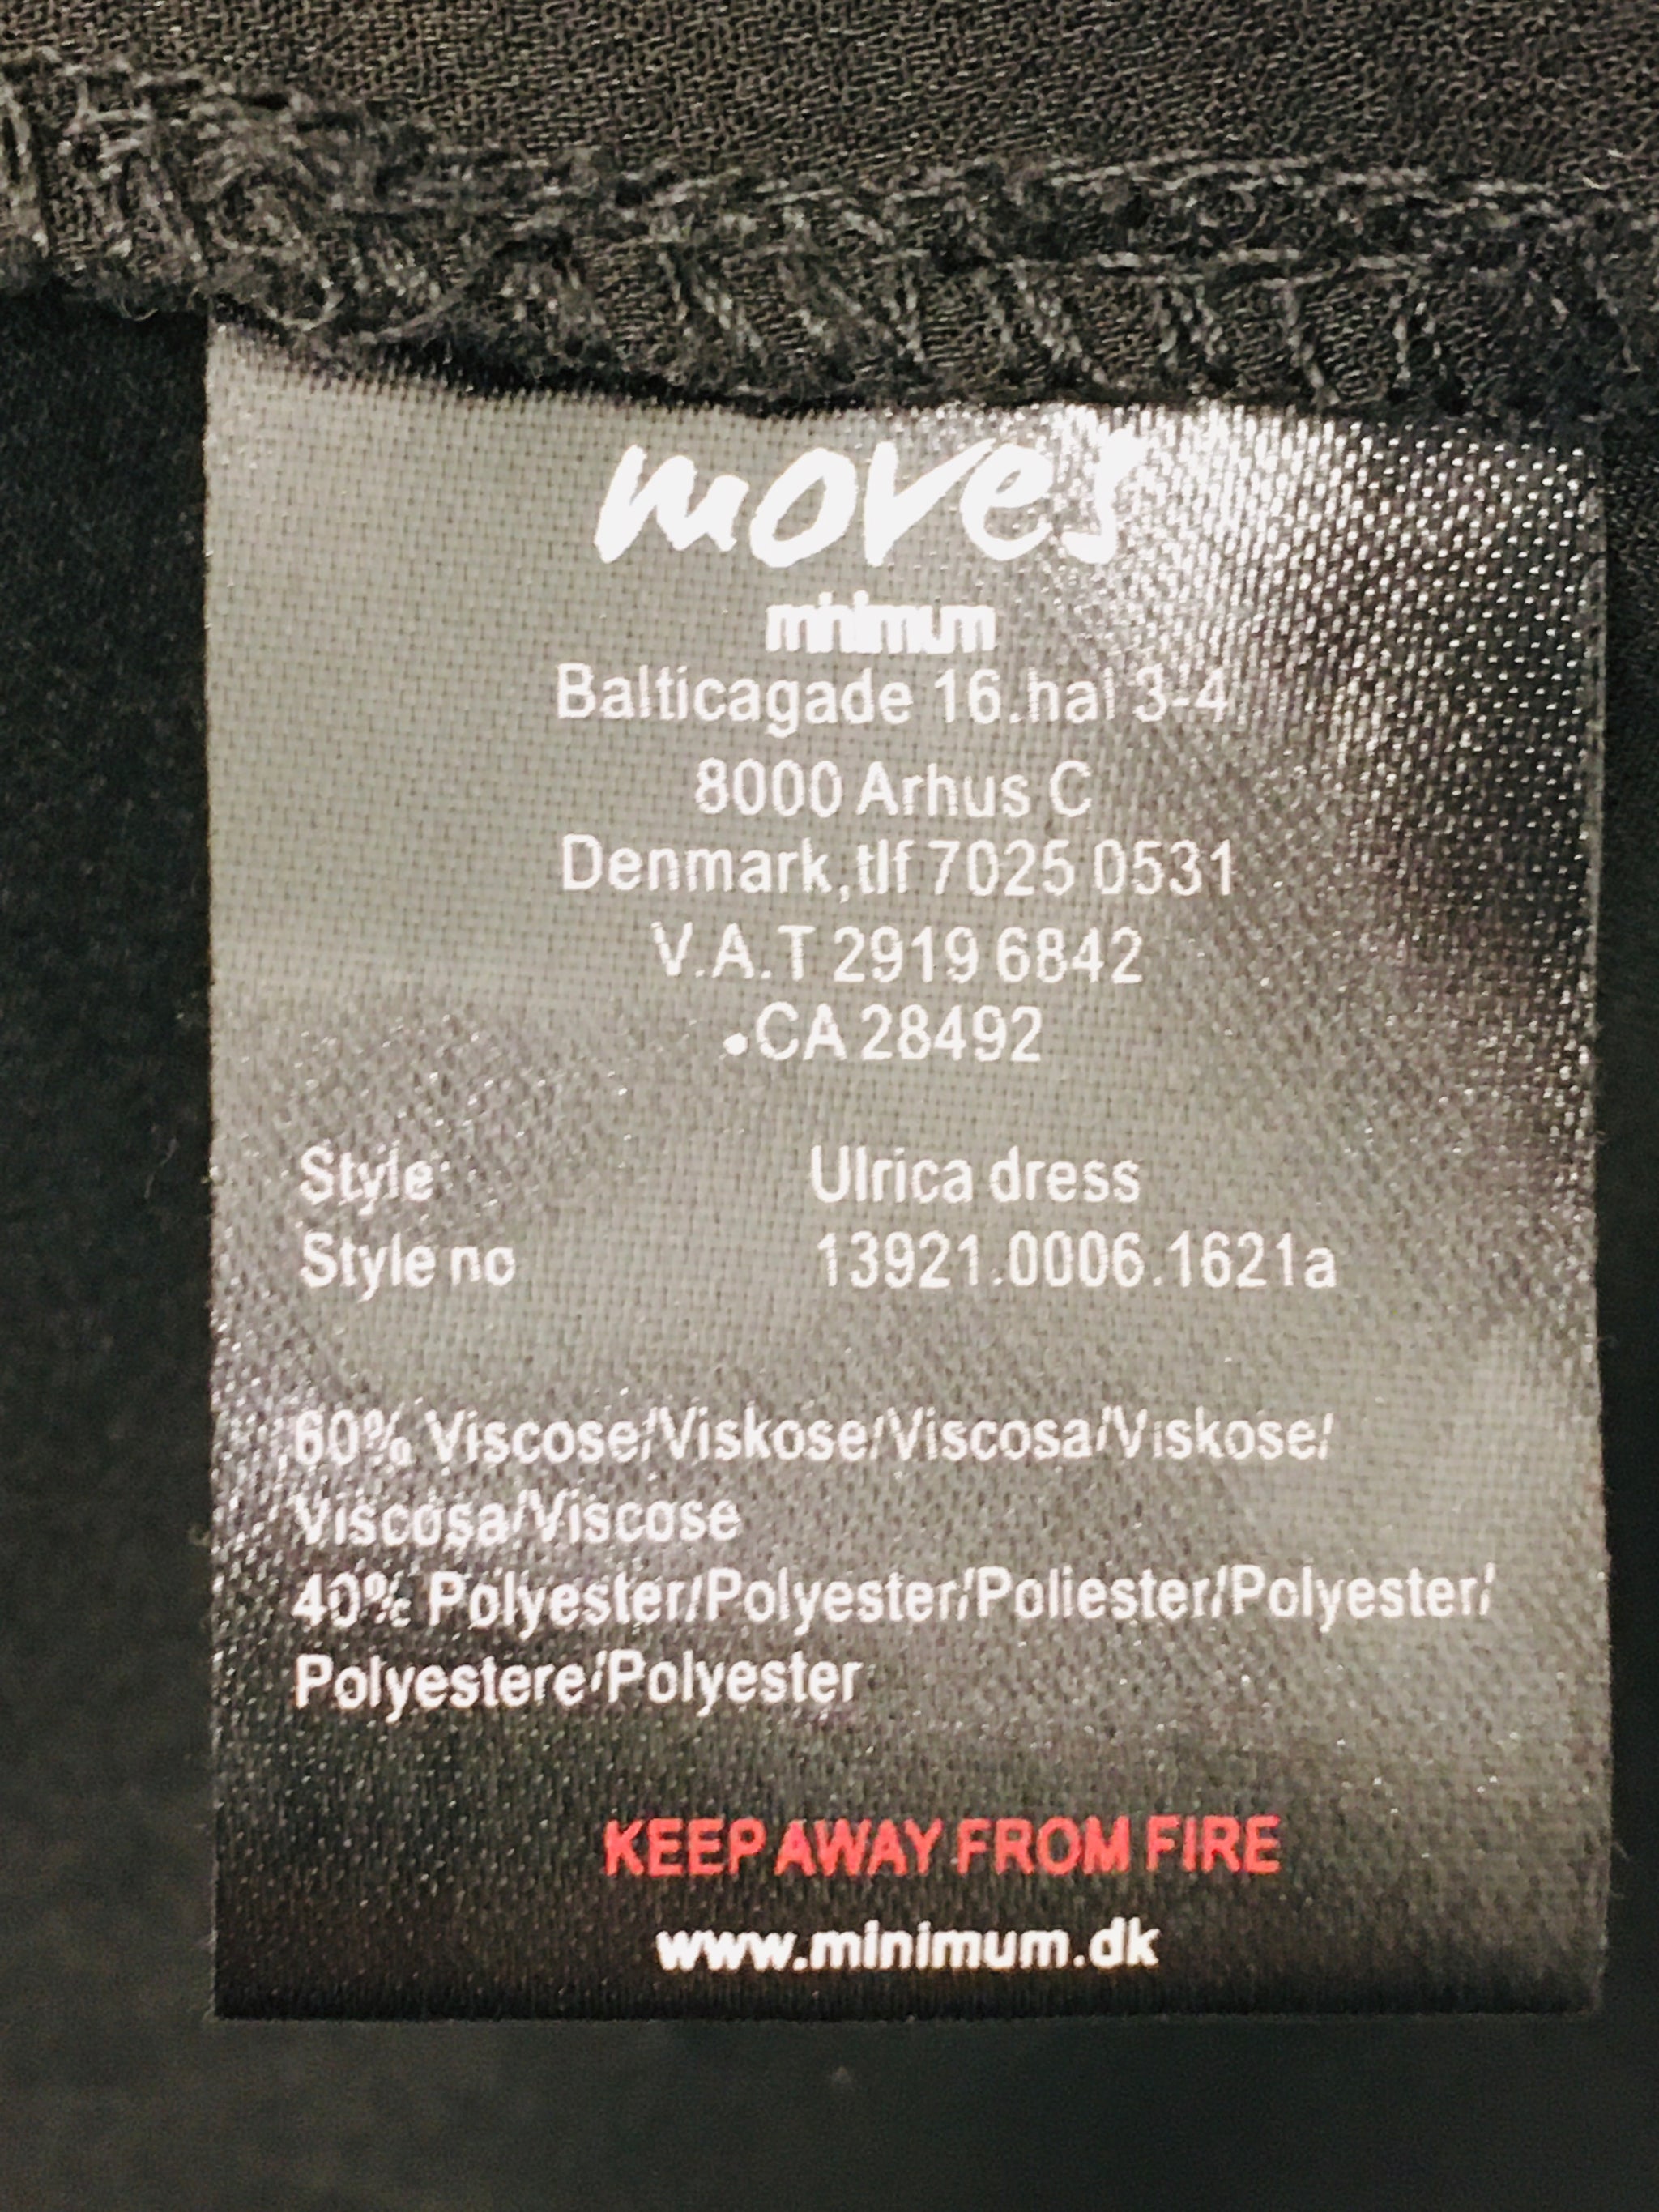 moves
minimum
Balticagade 16.hal 3-4
8000 Arhus C
Denmark,tlf 7025 0531
V.A.T 2919 6842
.CA 28492
Style: Ulrica dress
Style no 13921.0006.1621a
60% Viscose/Viskose/Viscosa/Viskose/
Viscosa/Viscose
40% Polyester/Polyester/Poliester/Polyester/
Polyestere/Polyester
KEEP AWAY FROM FIRE
www.minimum.dk